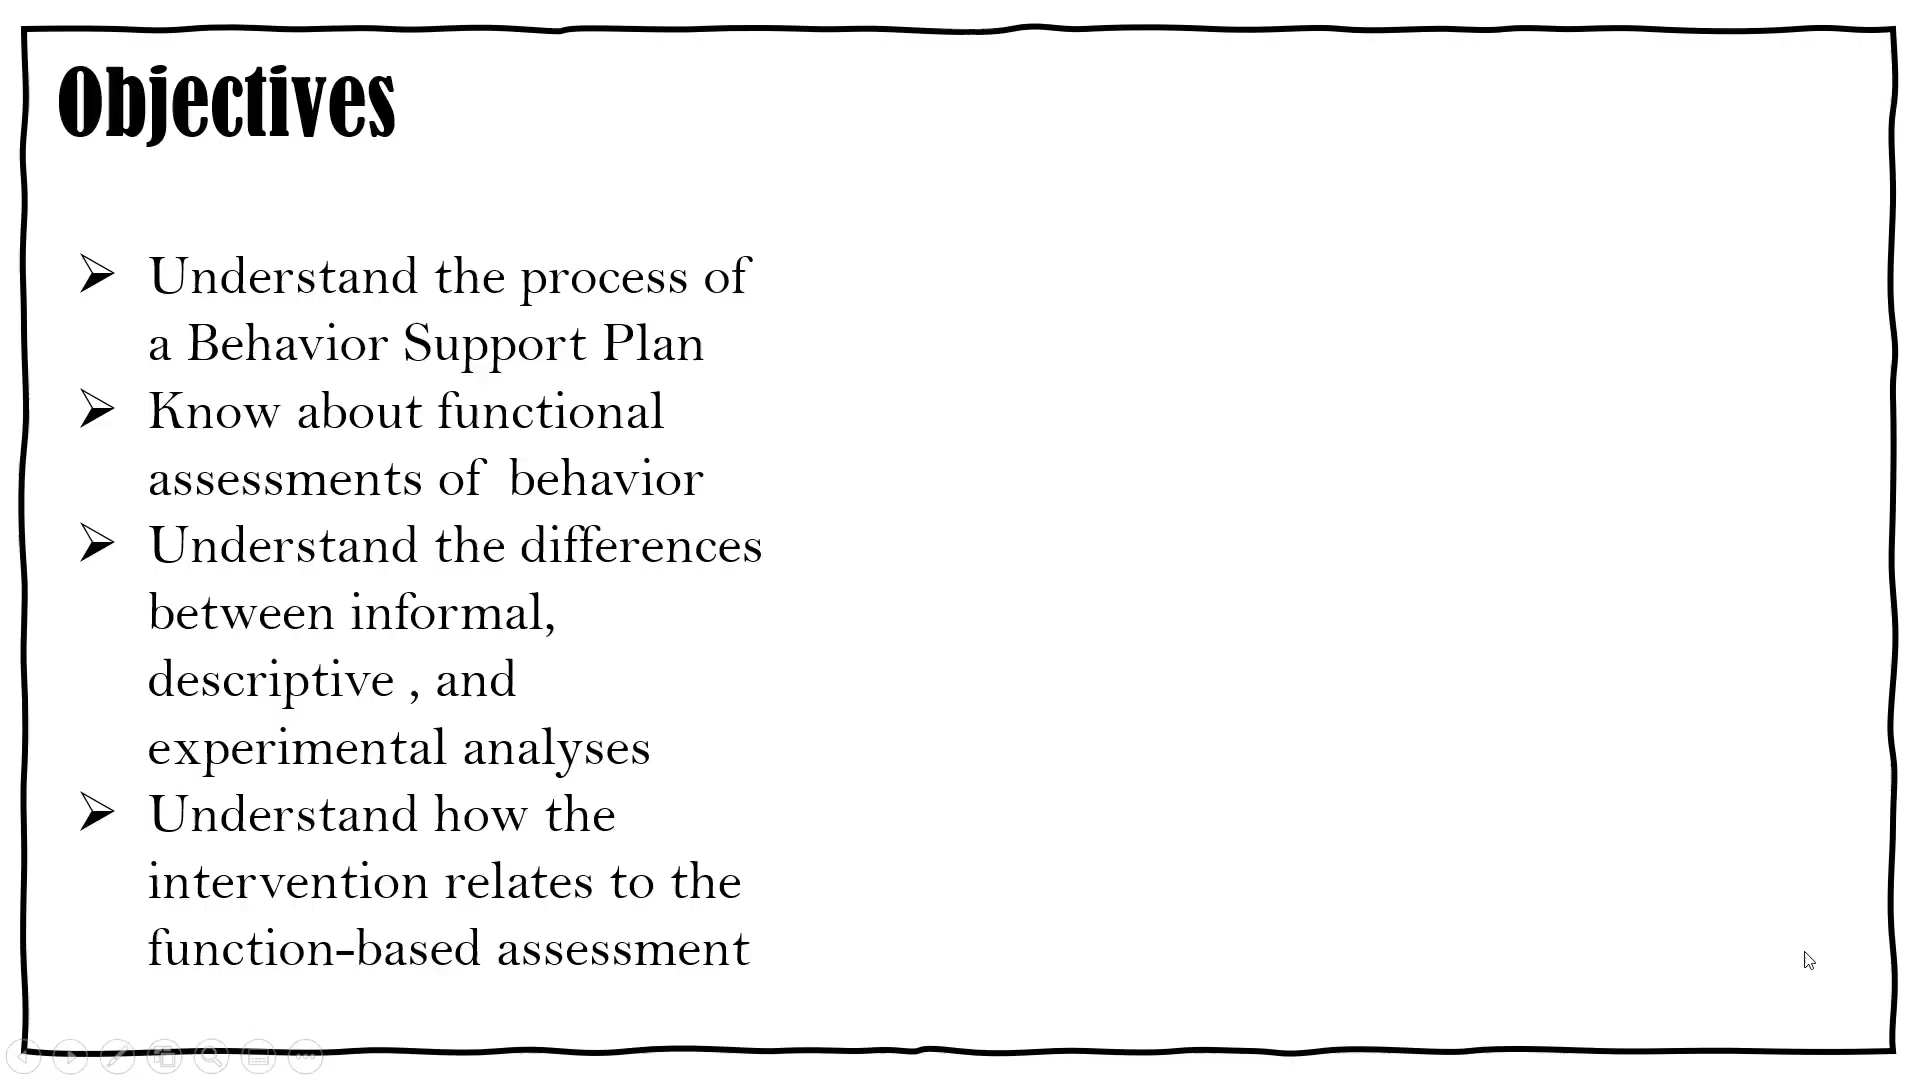 Objectives
➢ Understand the process of
a Behavior Support Plan
➢ Know about functional
assessments of  behavior
➢ Understand the differences
between informal,
descriptive , and
experimental analyses
➢ Understand how the
intervention relates to the
function-based assessment